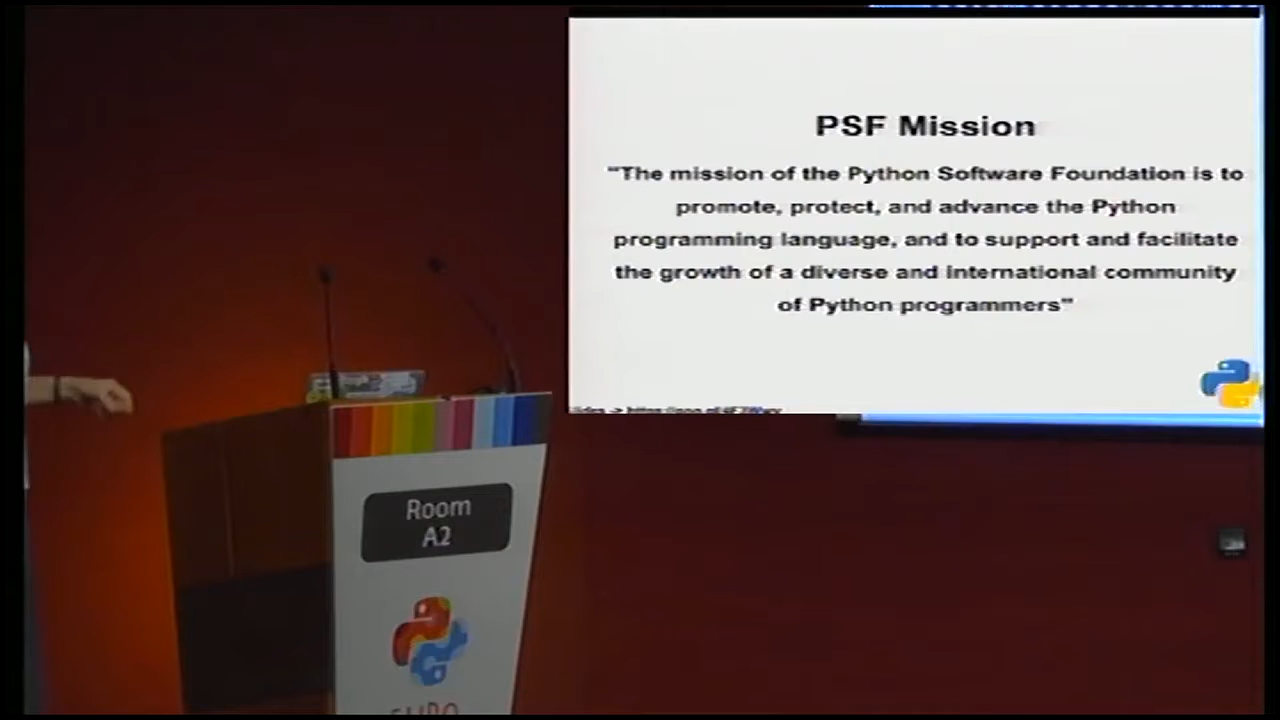 PSF Mission
"The mission of the Python Software Foundation is to
promote, protect, and advance the Python
programming language, and to support and facilitate
the growth of a diverse and international community
of Python programmers"
Room
A2
EURO